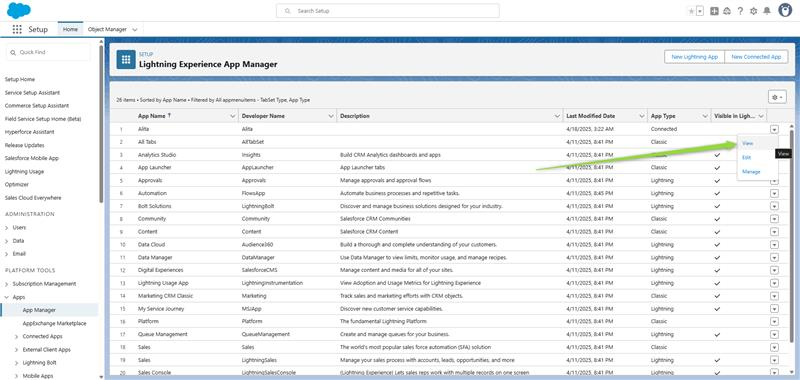 Search Setup
Setup
Home
Object Manager
Quick Find
Setup Home
Service Setup Assistant
Commerce Setup Assistant
Field Service Setup Home (Beta)
Hyperforce Assistant
Release Updates
Salesforce Mobile App
Lightning Usage
Optimizer
Sales Cloud Everywhere
ADMINISTRATION
Users
Data
Email
PLATFORM TOOLS
Subscription Management
Apps
App Manager
AppExchange Marketplace
Connected Apps
External Client Apps
Lightning Bolt
Mobile Apps
SETUP
Lightning Experience App Manager
New Lightning App
New Connected App
26 items • Sorted by App Name • Filtered by All appmenuitems - TabSet Type, App Type
App Name ↑ Developer Name Description Last Modified Date App Type Visible in Ligh...
1 Alita Alita 4/18/2025, 3:22 AM Connected
2 All Tabs AllTabSet 4/11/2025, 8:41 PM Classic
3 Analytics Studio Insights Build CRM Analytics dashboards and apps 4/11/2025, 8:41 PM Classic
4 App Launcher AppLauncher App Launcher tabs 4/11/2025, 8:41 PM Classic
5 Approvals Approvals Manage approvals and approval flows 4/11/2025, 8:41 PM Lightning
6 Automation FlowsApp Automate business processes and repetitive tasks. 4/11/2025, 8:45 PM Lightning
7 Bolt Solutions LightningBolt Discover and manage business solutions designed for your industry. 4/11/2025, 8:41 PM Lightning
8 Community Community Salesforce CRM Communities 4/11/2025, 8:41 PM Classic
9 Content Content Salesforce CRM Content 4/11/2025, 8:41 PM Classic
10 Data Cloud Audience360 Build a thorough and complete understanding of your customers. 4/11/2025, 8:41 PM Lightning
11 Data Manager DataManager Use Data Manager to view limits, monitor usage, and manage recipes. 4/11/2025, 8:41 PM Lightning
12 Digital Experiences SalesforceCMS Manage content and media for all of your sites. 4/11/2025, 8:41 PM Lightning
13 Lightning Usage App LightningInstrumentation View Adoption and Usage Metrics for Lightning Experience 4/11/2025, 8:41 PM Lightning
14 Marketing CRM Classic Marketing Track sales and marketing efforts with CRM objects. 4/11/2025, 8:41 PM Classic
15 My Service Journey MSJApp Discover new customer service capabilities. 4/11/2025, 8:41 PM Lightning
16 Platform Platform The fundamental Lightning Platform 4/11/2025, 8:41 PM Classic
17 Queue Management QueueManagement Create and manage queues for your business. 4/11/2025, 8:41 PM Lightning
18 Sales Sales The world's most popular sales force automation (SFA) solution 4/11/2025, 8:41 PM Classic
19 Sales LightningSales Manage your sales process with accounts, leads, opportunities, and more 4/11/2025, 8:41 PM Lightning
20 Sales Console LightningSalesConsole (Lightning Experience) Lets sales reps work with multiple records on one screen 4/11/2025, 8:41 PM Lightning
View
Edit
Manage
View